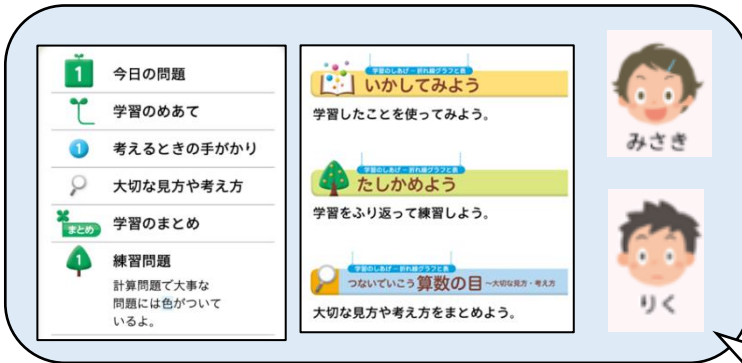 1
今日の問題
学習のめあて
1
考えるときの手がかり
大切な見方や考え方
まとめ
学習のまとめ
1
練習問題
計算問題で大事な
問題には色がついて
いるよ。
学習のしあげー折れ線グラフと表
いかしてみよう
学習したことを使ってみよう。
学習のしあげー折れ線グラフと表
たしかめよう
学習をふり返って練習しよう。
学習のしあげー折れ線グラフと表
つないでいこう 算数の目 ~大切な見方・考え方
大切な見方や考え方をまとめよう。
みさき
りく